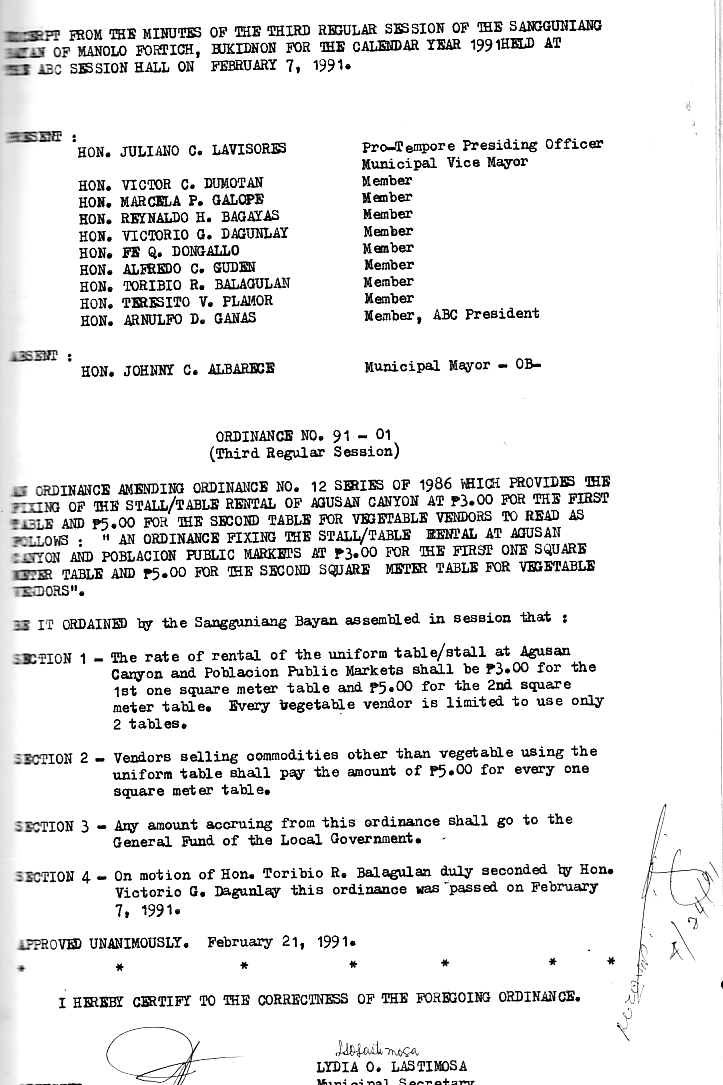 EXCERPT FROM THE MINUTES OF THE THIRD REGULAR SESSION OF THE SANGGUNIANG
BAYAN OF MANOLO FORTICH, BUKIDNON FOR THE CALENDAR YEAR 1991HELD AT
THE ABC SESSION HALL ON FEBRUARY 7, 1991.
PRESENT :
HON. JULIANO C. LAVISORES Pro-Tempore Presiding Officer
Municipal Vice Mayor
HON. VICTOR C. DUMOTAN Member
HON. MARCELA P. GALOPE Member
HON. REYNALDO H. BAGAYAS Member
HON. VICTORIO G. DAGUNLAY Member
HON. FE Q. DONGALLO Member
HON. ALFREDO C. GUDEN Member
HON. TORIBIO R. BALAGULAN Member
HON. TERESITO V. PLAMOR Member
HON. ARNULFO D. GANAS Member, ABC President
ABSENT :
HON. JOHNNY C. ALBARECE Municipal Mayor - OB-
ORDINANCE NO. 91 - 01
(Third Regular Session)
AN ORDINANCE AMENDING ORDINANCE NO. 12 SERIES OF 1986 WHICH PROVIDES THE
FIXING OF THE STALL/TABLE RENTAL OF AGUSAN CANYON AT ₱3.00 FOR THE FIRST
TABLE AND ₱5.00 FOR THE SECOND TABLE FOR VEGETABLE VENDORS TO READ AS
FOLLOWS : " AN ORDINANCE FIXING THE STALL/TABLE RENTAL AT AGUSAN
CANYON AND POBLACION PUBLIC MARKETS AT ₱3.00 FOR THE FIRST ONE SQUARE
METER TABLE AND ₱5.00 FOR THE SECOND SQUARE METER TABLE FOR VEGETABLE
VENDORS".
BE IT ORDAINED by the Sangguniang Bayan assembled in session that :
SECTION 1 - The rate of rental of the uniform table/stall at Agusan
Canyon and Poblacion Public Markets shall be ₱3.00 for the
1st one square meter table and ₱5.00 for the 2nd square
meter table. Every vegetable vendor is limited to use only
2 tables.
SECTION 2 - Vendors selling commodities other than vegetable using the
uniform table shall pay the amount of ₱5.00 for every one
square meter table.
SECTION 3 - Any amount accruing from this ordinance shall go to the
General Fund of the Local Government.
SECTION 4 - On motion of Hon. Toribio R. Balagulan duly seconded by Hon.
Victorio G. Dagunlay this ordinance was passed on February
7, 1991.
APPROVED UNANIMOUSLY. February 21, 1991.
* * * * * * *
I HEREBY CERTIFY TO THE CORRECTNESS OF THE FOREGOING ORDINANCE.
LYDIA O. LASTIMOSA
Municipal Secretary